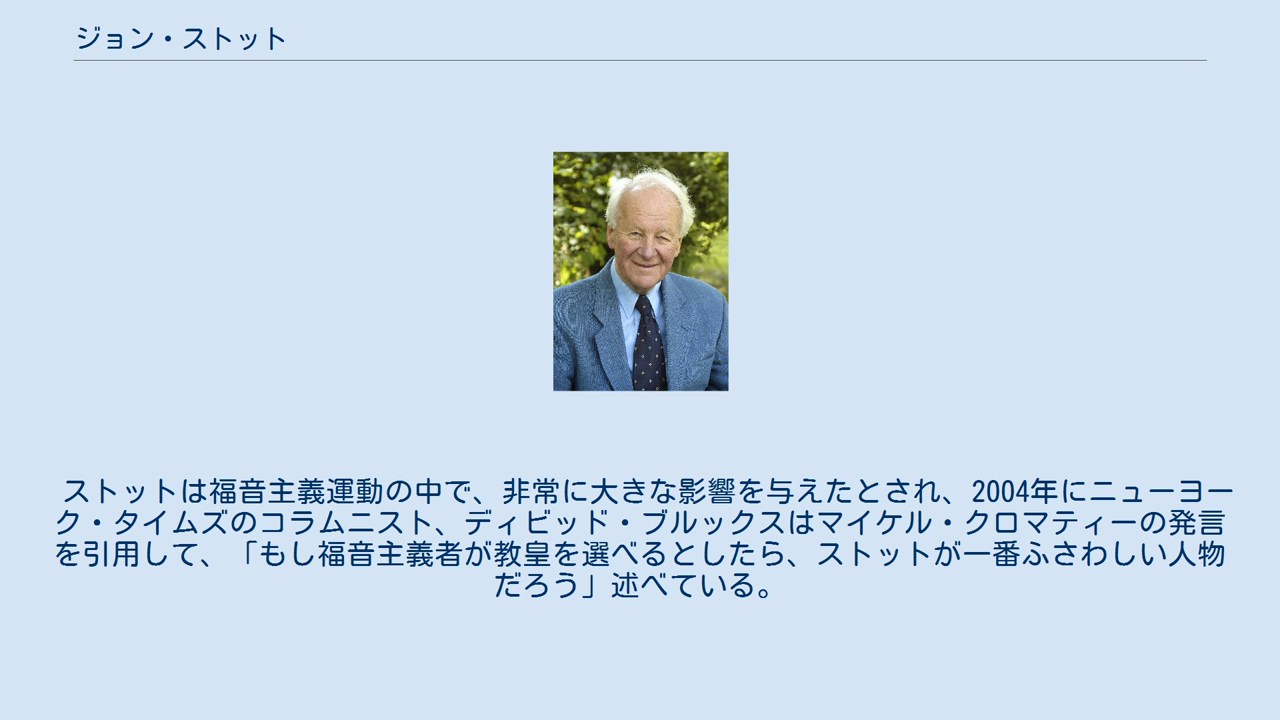 ジョン・ストット
ストットは福音主義運動の中で、非常に大きな影響を与えたとされ、2004年にニューヨー
ク・タイムズのコラムニスト、ディビッド・ブルックスはマイケル・クロマティーの発言
を引用して、「もし福音主義者が教皇を選べるとしたら、ストットが一番ふさわしい人物
だろう」述べている。